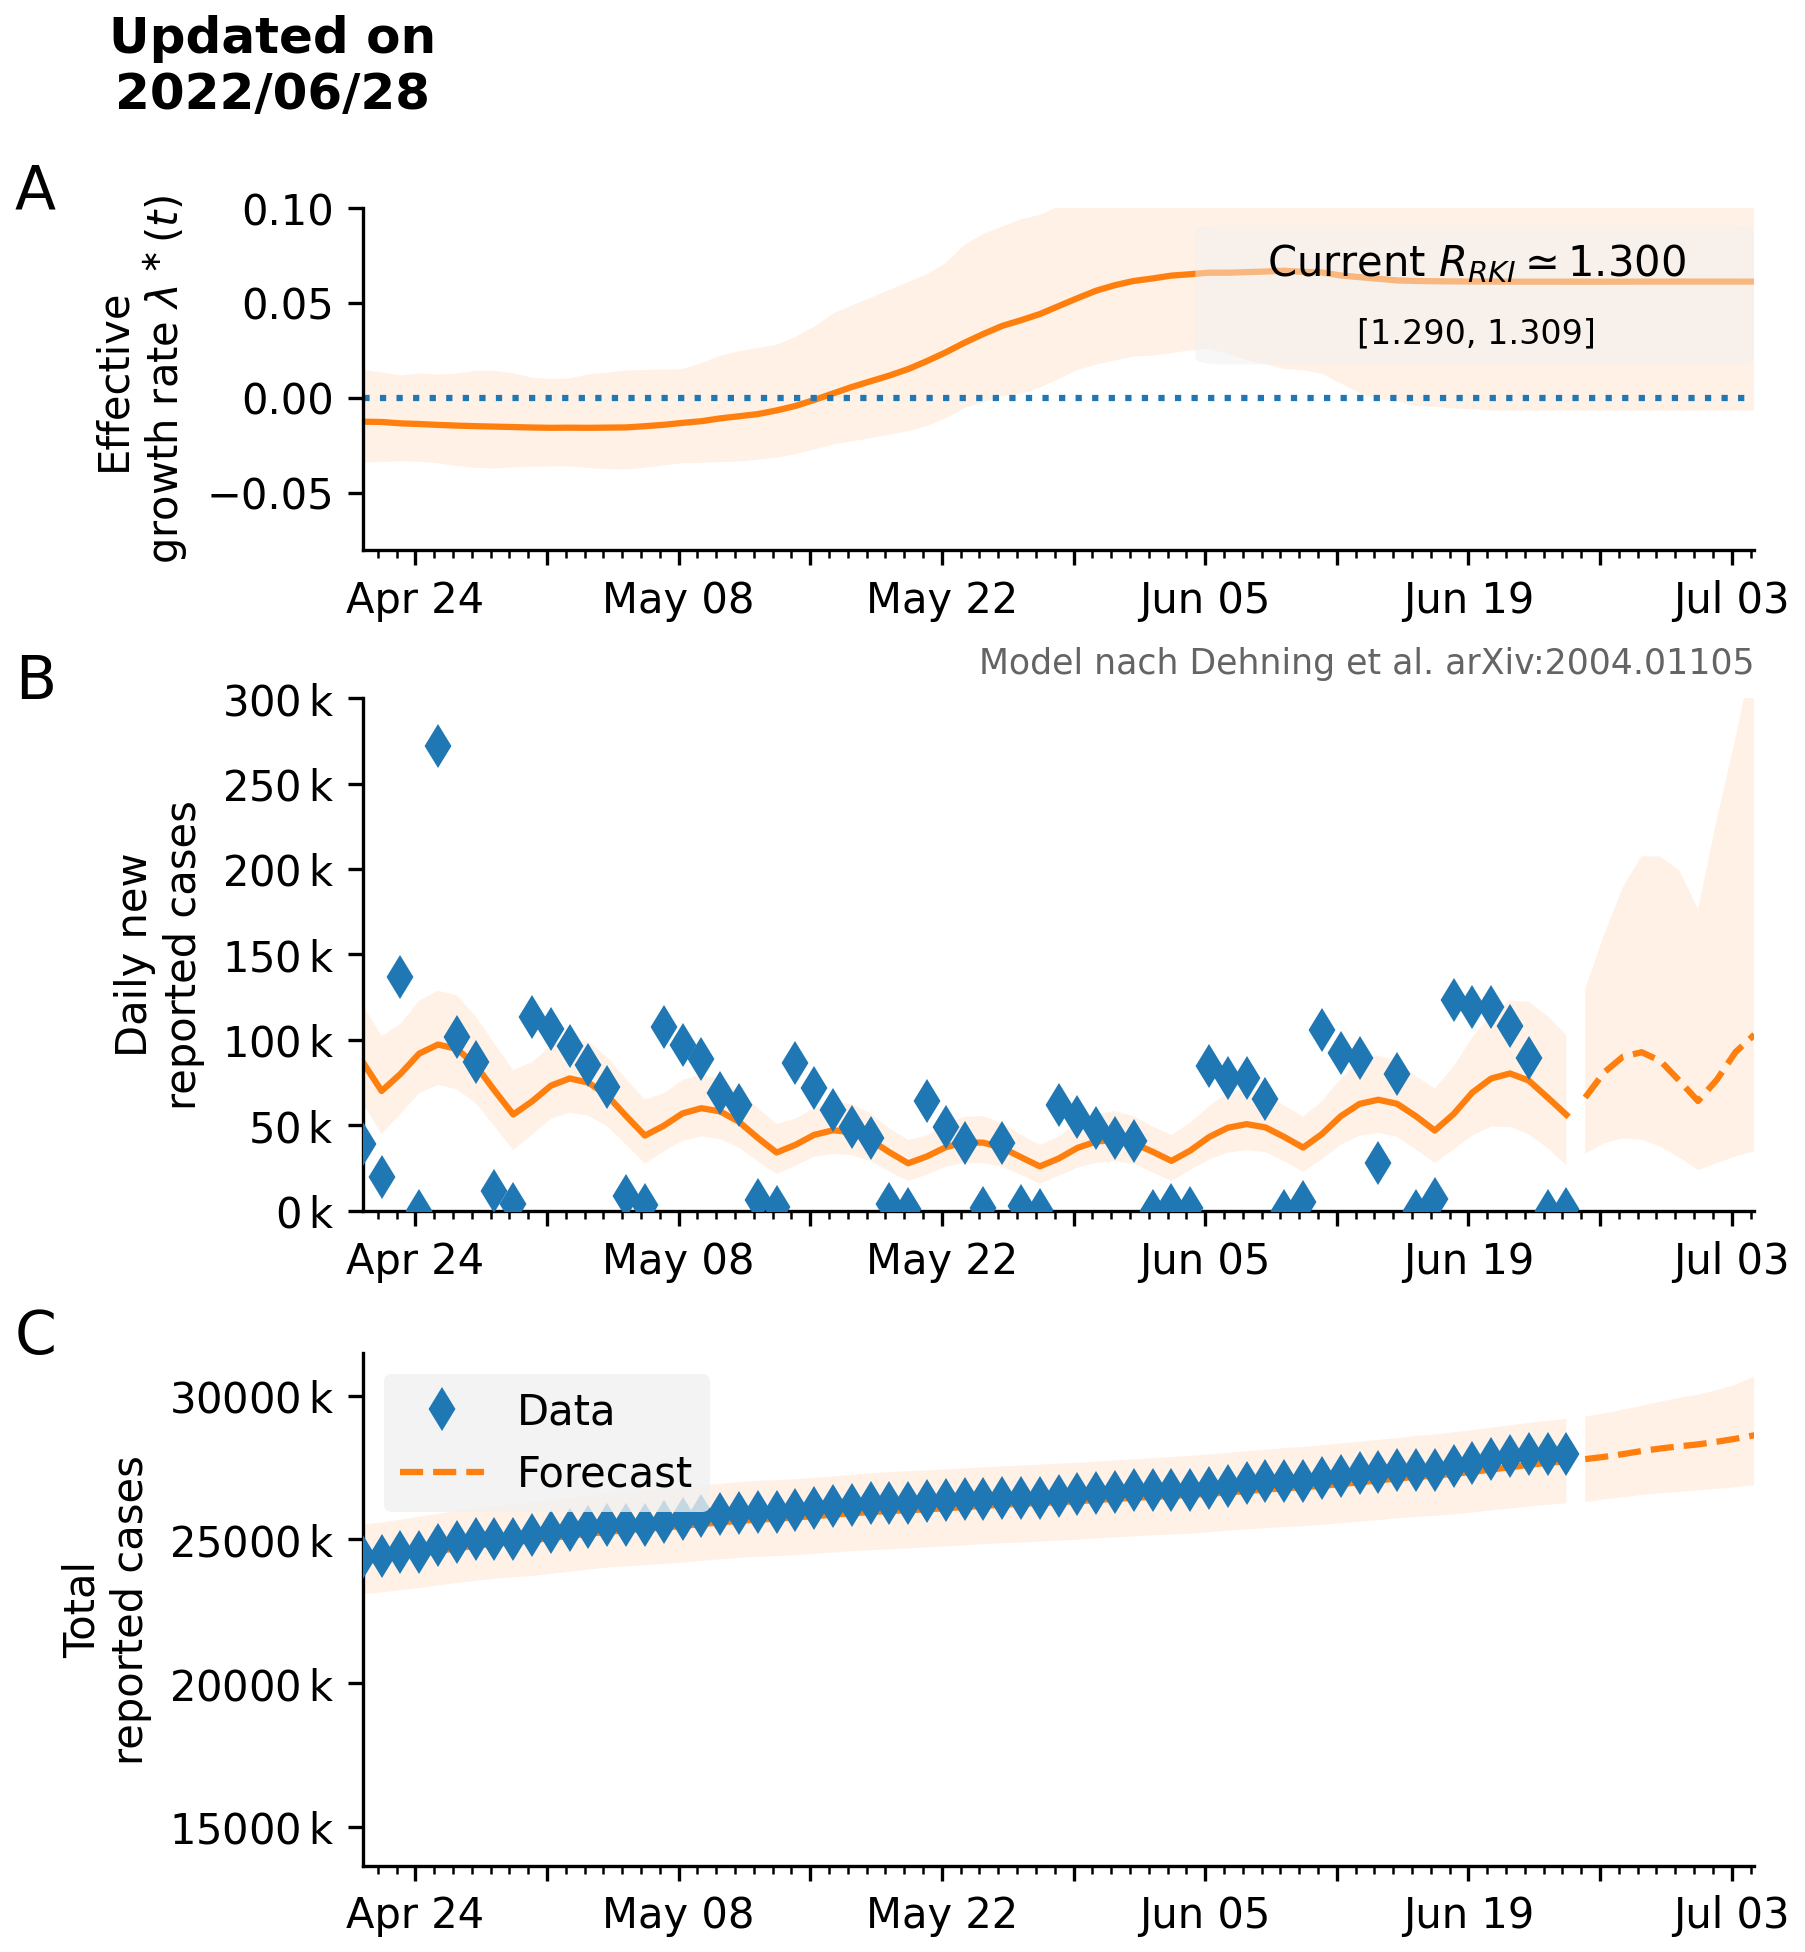 Updated on
2022/06/28
A
Effective
growth rate λ * (t)
0.10
0.05
0.00
−0.05
Current R_RKI ≃ 1.300
[1.290, 1.309]
Apr 24 May 08 May 22 Jun 05 Jun 19 Jul 03
Model nach Dehning et al. arXiv:2004.01105
B
Daily new
reported cases
300 k
250 k
200 k
150 k
100 k
50 k
0 k
Apr 24 May 08 May 22 Jun 05 Jun 19 Jul 03
C
Total
reported cases
30000 k
25000 k
20000 k
15000 k
Data
Forecast
Apr 24 May 08 May 22 Jun 05 Jun 19 Jul 03